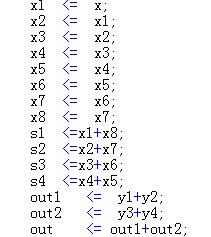 x1 <= x;
x2 <= x1;
x3 <= x2;
x4 <= x3;
x5 <= x4;
x6 <= x5;
x7 <= x6;
x8 <= x7;
s1 <=x1+x8;
s2 <=x2+x7;
s3 <=x3+x6;
s4 <=x4+x5;
out1 <= y1+y2;
out2 <= y3+y4;
out <= out1+out2;